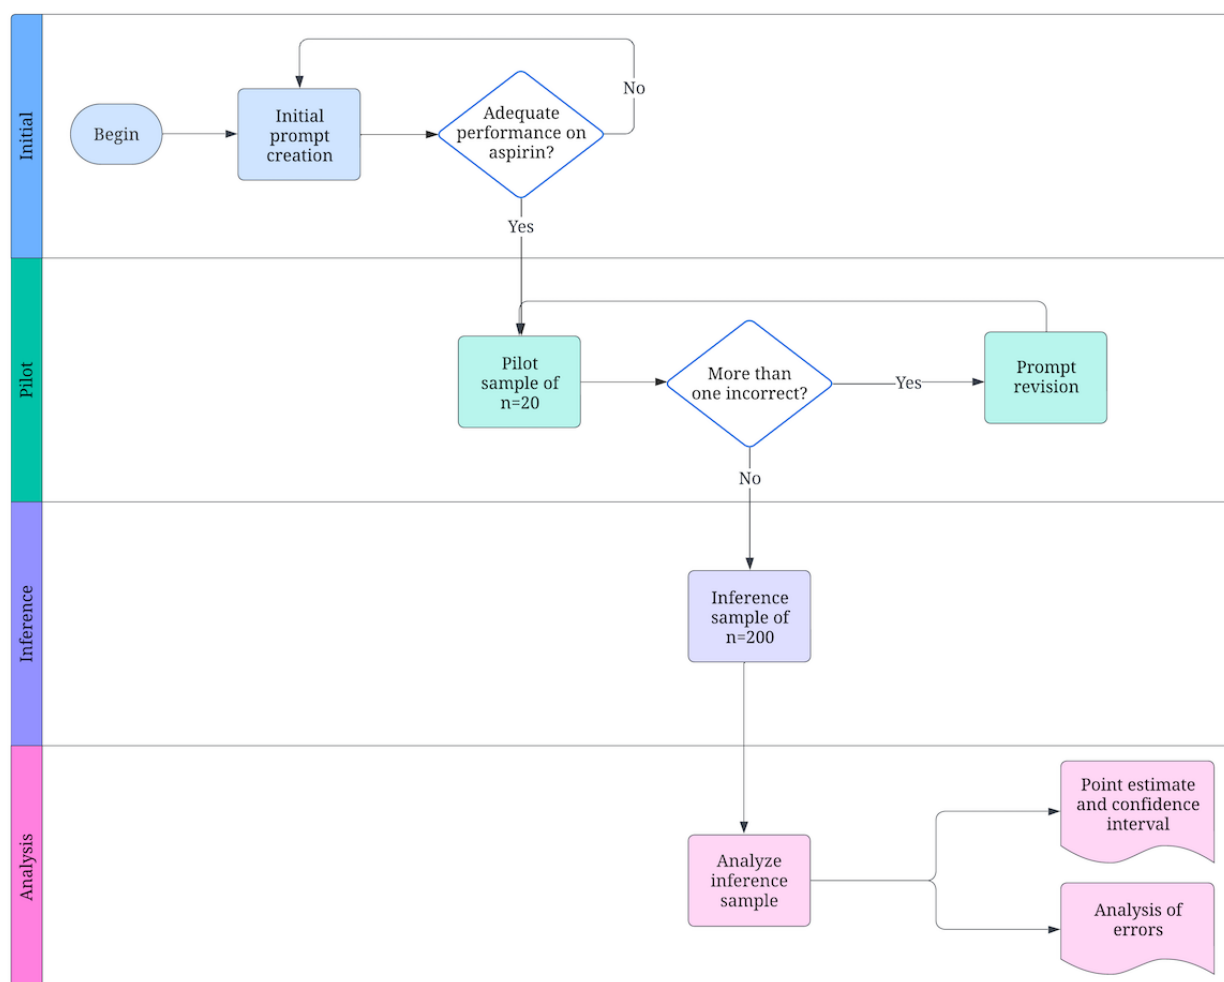 Initial
Begin
Initial
prompt
creation
Adequate
performance on
aspirin?
No
Yes
Pilot
Pilot
sample of
n=20
More than
one incorrect?
Yes
Prompt
revision
No
Inference
Inference
sample of
n=200
Analysis
Analyze
inference
sample
Point estimate
and confidence
interval
Analysis of
errors